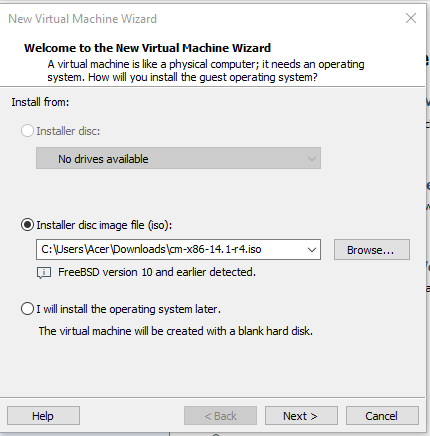 New Virtual Machine Wizard
Welcome to the New Virtual Machine Wizard
A virtual machine is like a physical computer; it needs an operating
system. How will you install the guest operating system?
Install from:
Installer disc:
No drives available
Installer disc image file (iso):
C:\Users\Acer\Downloads\cm-x86-14.1-r4.iso
Browse...
FreeBSD version 10 and earlier detected.
I will install the operating system later.
The virtual machine will be created with a blank hard disk.
Help
< Back
Next >
Cancel